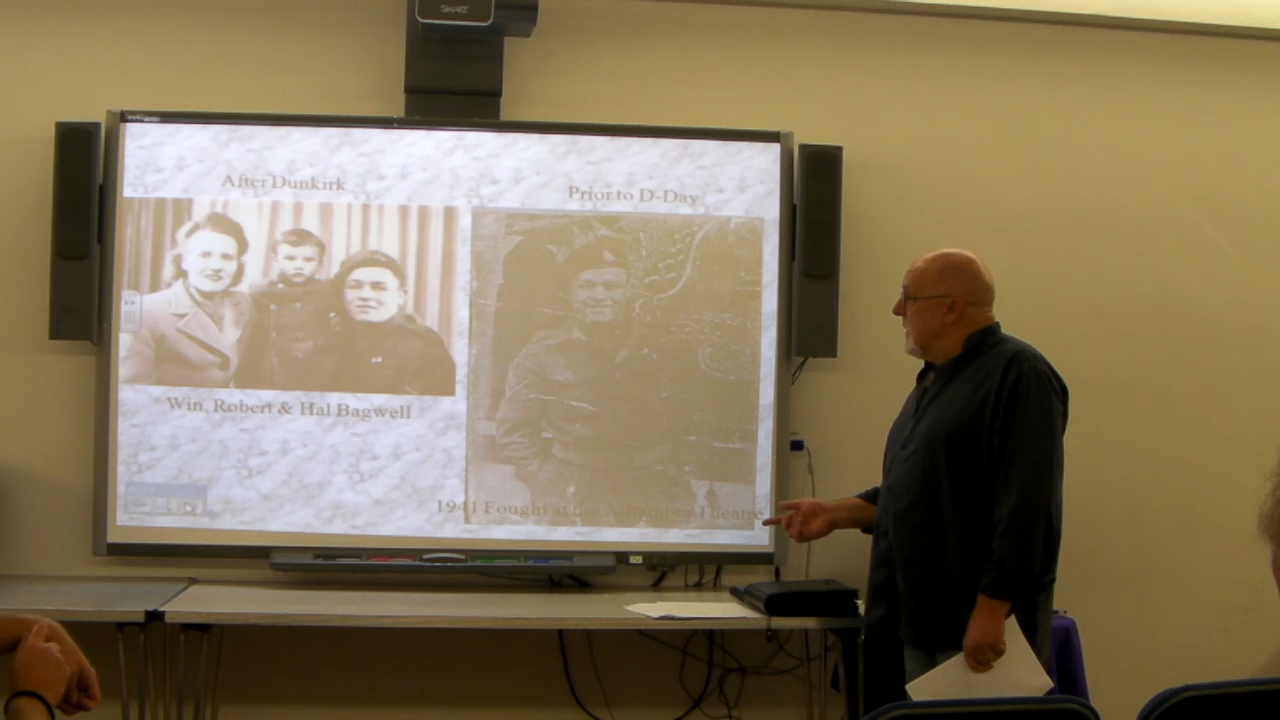 SMART
After Dunkirk
Prior to D-Day
Win, Robert & Hal Bagwell
1941 Fought at the Theatre